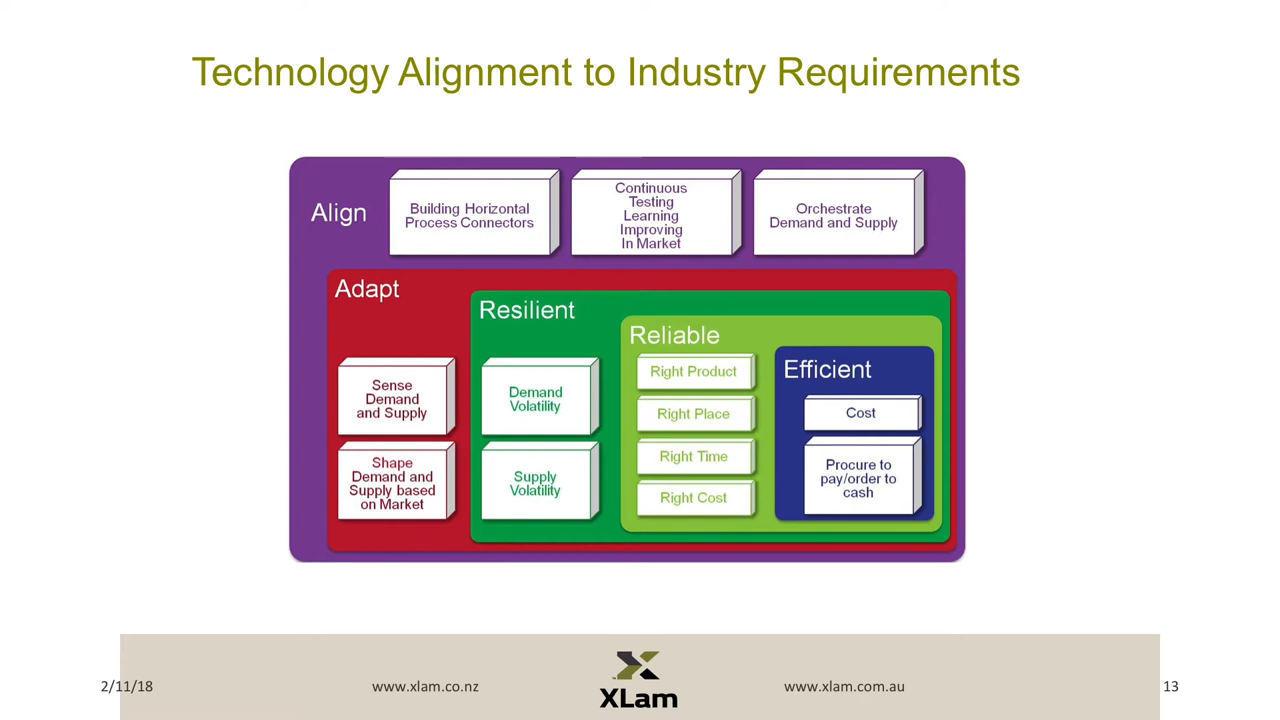 Technology Alignment to Industry Requirements
Align
Building Horizontal
Process Connectors
Continuous
Testing
Learning
Improving
In Market
Orchestrate
Demand and Supply
Adapt
Sense
Demand
and Supply
Shape
Demand and
Supply based
on Market
Resilient
Demand
Volatility
Supply
Volatility
Reliable
Right Product
Right Place
Right Time
Right Cost
Efficient
Cost
Procure to
pay/order to
cash
2/11/18
www.xlam.co.nz
XLam
www.xlam.com.au
13